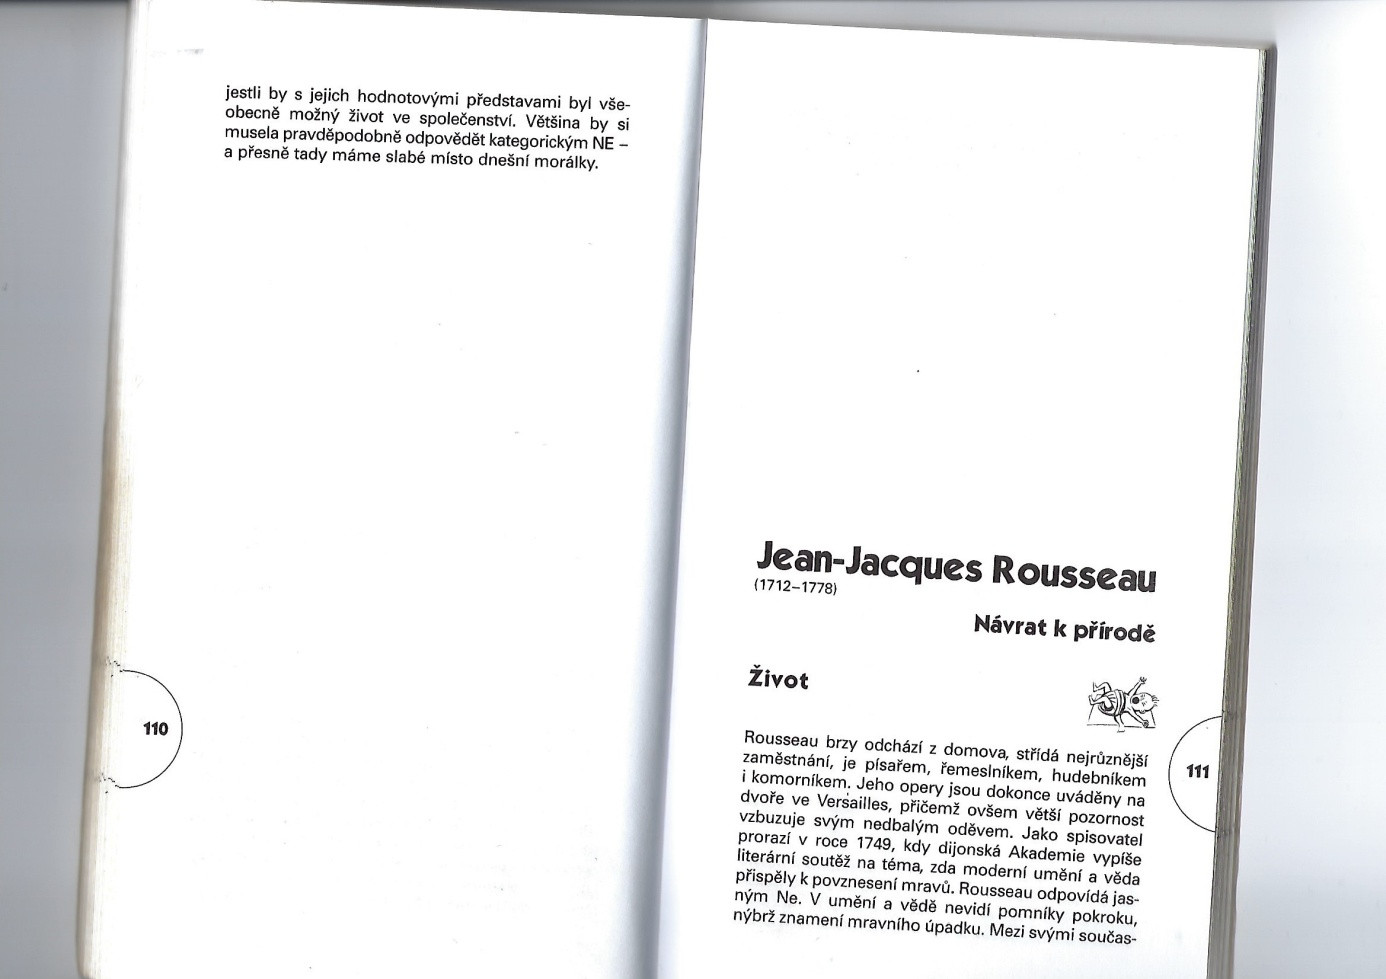 jestli by s jejich hodnotovými představami byl vše-
obecně možný život ve společenství. Většina by si
musela pravděpodobně odpovědět kategorickým NE –
a přesně tady máme slabé místo dnešní morálky.
110
Jean-Jacques Rousseau
(1712–1778)
Návrat k přírodě
Život
Rousseau brzy odchází z domova, střídá nejrůznější
zaměstnání, je písařem, řemeslníkem, hudebníkem
i komorníkem. Jeho opery jsou dokonce uváděny na
dvoře ve Versailles, přičemž ovšem větší pozornost
vzbuzuje svým nedbalým oděvem. Jako spisovatel
prorazí v roce 1749, kdy dijonská Akademie vypíše
literární soutěž na téma, zda moderní umění a věda
přispěly k povznesení mravů. Rousseau odpovídá jas-
ným Ne. V umění a vědě nevidí pomníky pokroku,
nýbrž znamení mravního úpadku. Mezi svými součas-
111